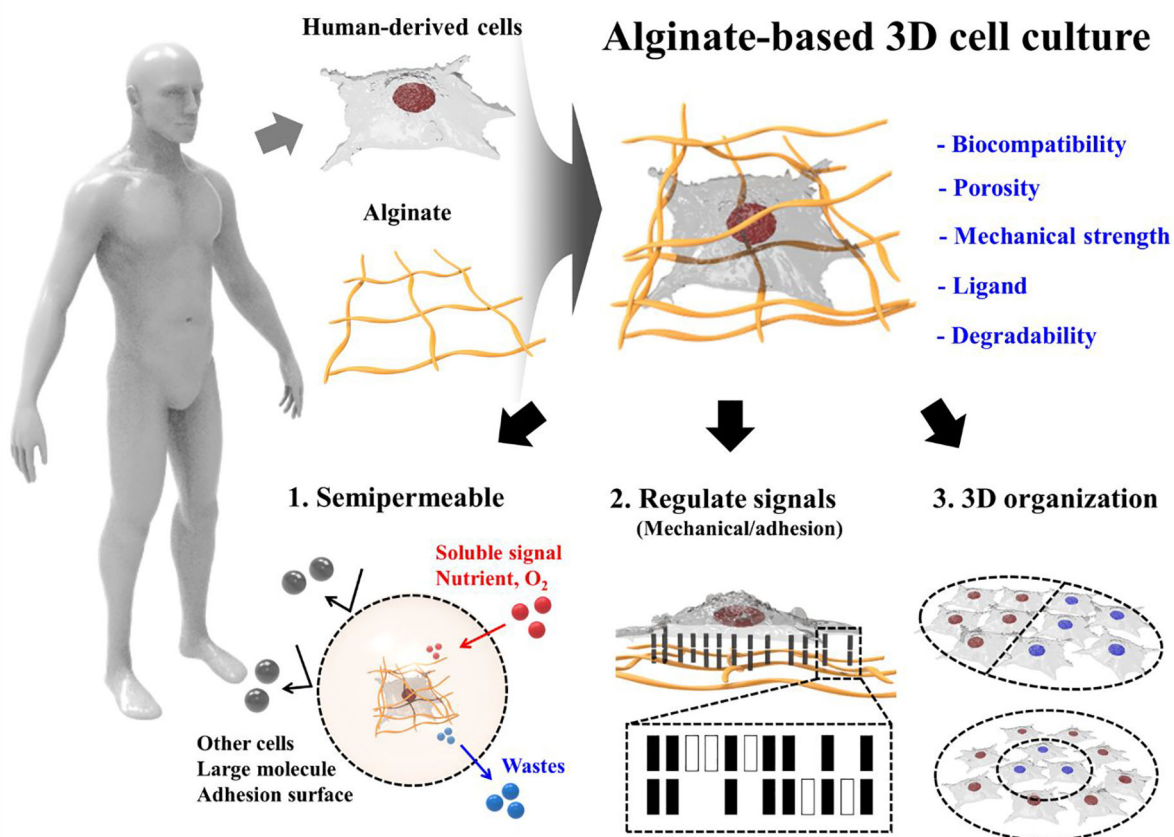 Human-derived cells
Alginate-based 3D cell culture
Alginate
- Biocompatibility
- Porosity
- Mechanical strength
- Ligand
- Degradability
1. Semipermeable
Soluble signal
Nutrient, O₂
Other cells
Large molecule
Adhesion surface
Wastes
2. Regulate signals
(Mechanical/adhesion)
3. 3D organization